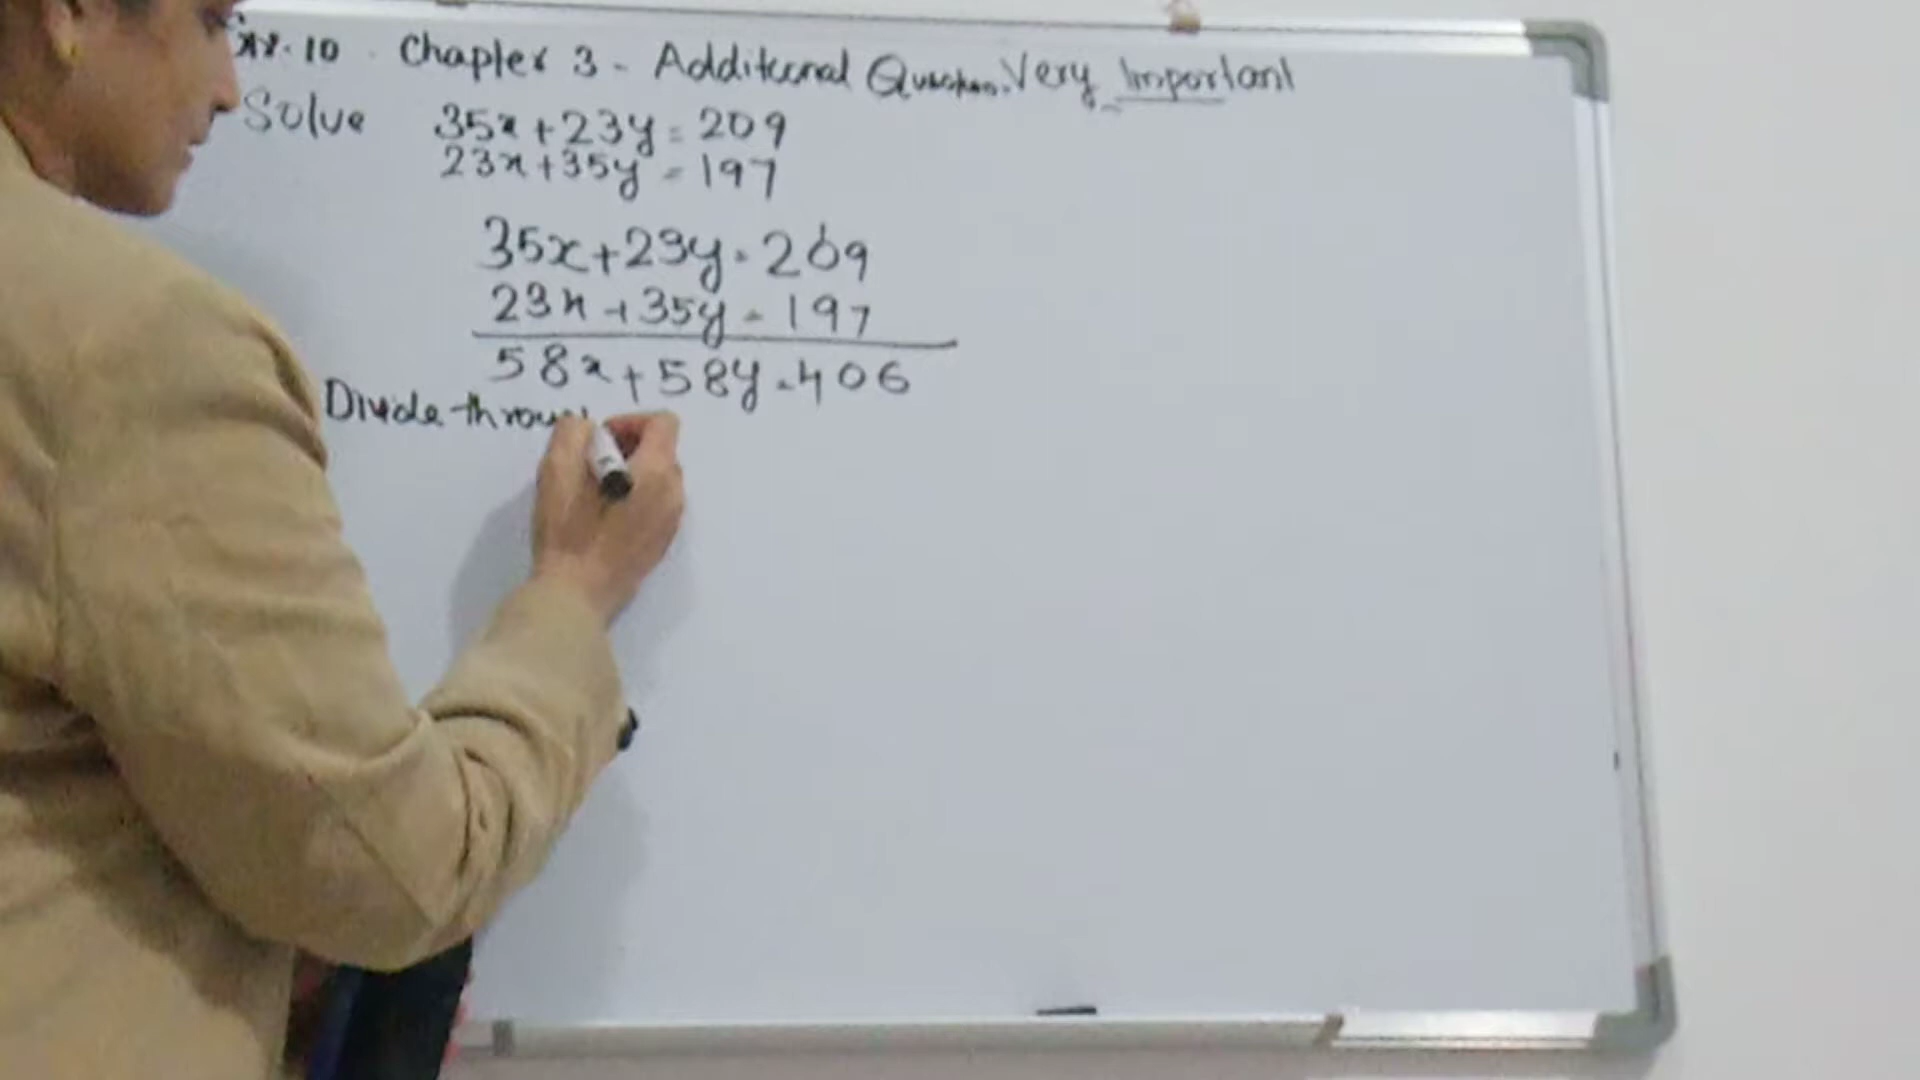 10. Chapter 3 - Additional Question. Very Important
Solve 35x+23y=209
23x+35y=197
35x+23y=209
23x+35y=197
58x+58y=406
Divide